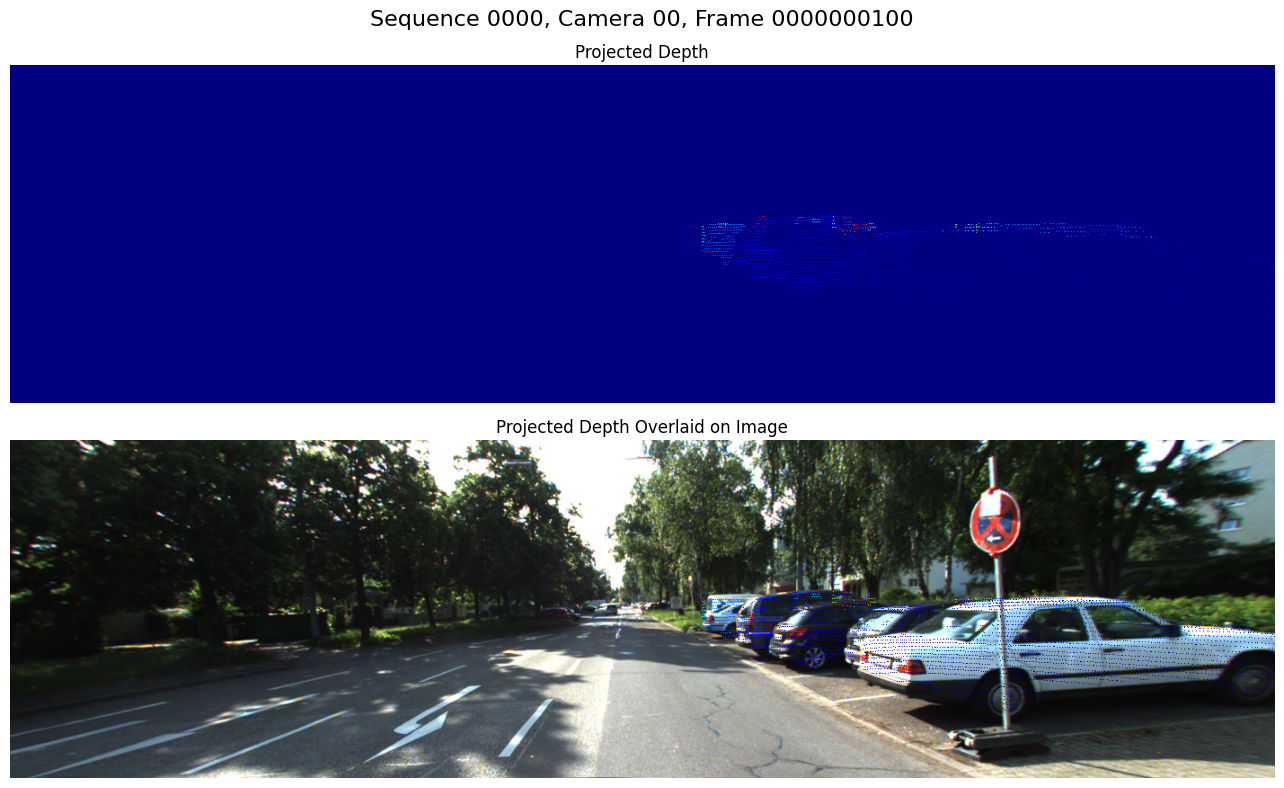 Sequence 0000, Camera 00, Frame 0000000100
Projected Depth
Projected Depth Overlaid on Image